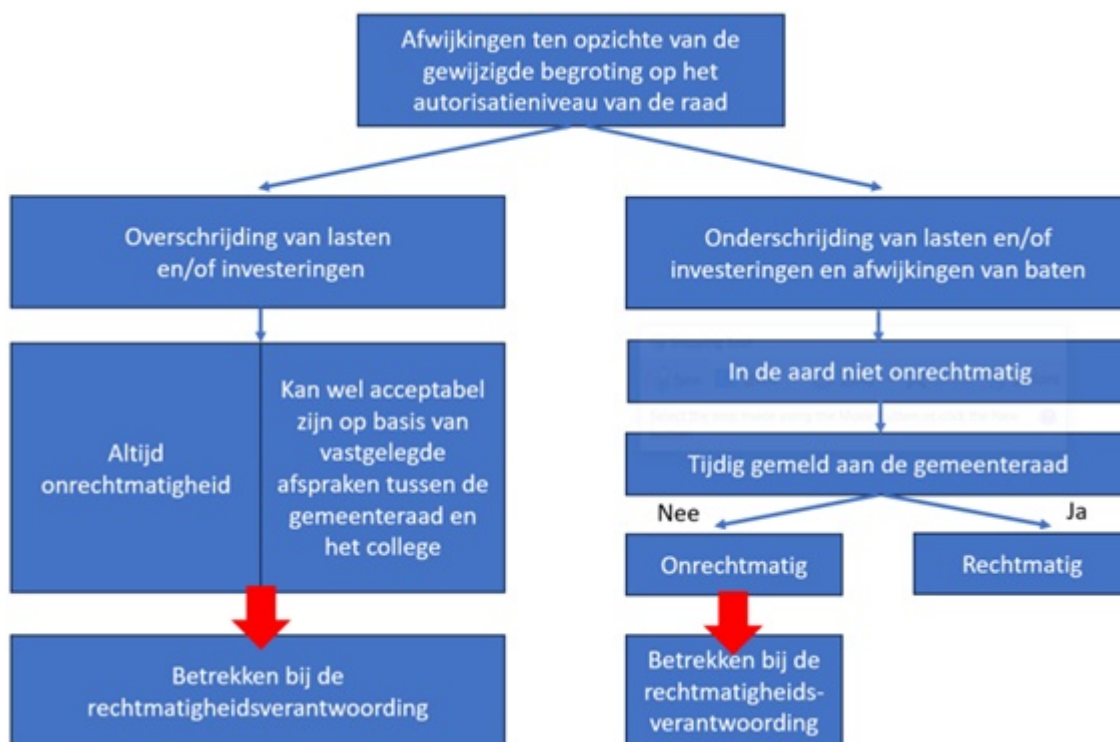 Afwijkingen ten opzichte van de
gewijzigde begroting op het
autorisatieniveau van de raad
Overschrijding van lasten
en/of investeringen
Altijd
onrechtmatigheid
Kan wel acceptabel
zijn op basis van
vastgelegde
afspraken tussen de
gemeenteraad en
het college
Betrekken bij de
rechtmatigheidsverantwoording
Onderschrijding van lasten en/of
investeringen en afwijkingen van baten
In de aard niet onrechtmatig
Tijdig gemeld aan de gemeenteraad
Nee
Ja
Onrechtmatig
Rechtmatig
Betrekken bij de
rechtmatigheids-
verantwoording